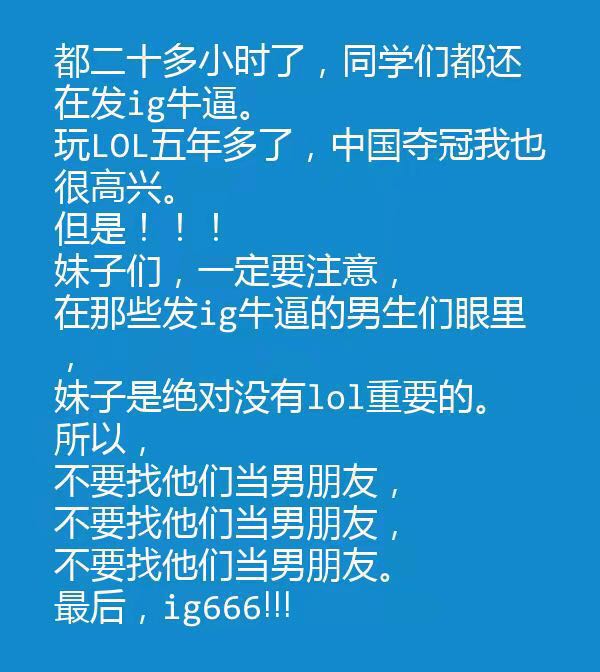 都二十多小时了，同学们都还
在发ig牛逼。
玩LOL五年多了，中国夺冠我也
很高兴。
但是！！！
妹子们，一定要注意，
在那些发ig牛逼的男生们眼里
，
妹子是绝对没有lol重要的。
所以，
不要找他们当男朋友，
不要找他们当男朋友，
不要找他们当男朋友。
最后，ig666!!!